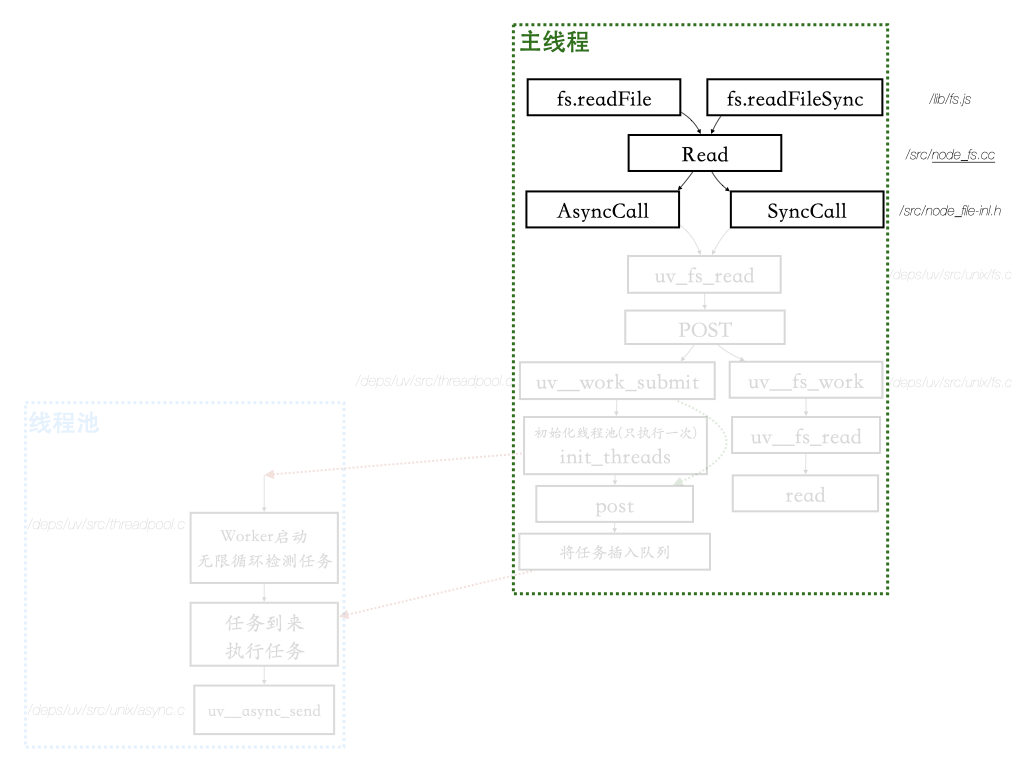 主线程
fs.readFile
fs.readFileSync
/lib/fs.js
Read
/src/node_fs.cc
AsyncCall
SyncCall
/src/node_file-inl.h
uv_fs_read
/deps/uv/src/unix/fs.c
POST
/deps/uv/src/threadpool.c
uv__work_submit
uv__fs_work
/deps/uv/src/unix/fs.c
线程池
初始化线程池(只执行一次)
init_threads
uv__fs_read
post
read
/deps/uv/src/threadpool.c
Worker启动
无限循环检测任务
将任务插入队列
任务到来
执行任务
/deps/uv/src/unix/async.c
uv__async_send